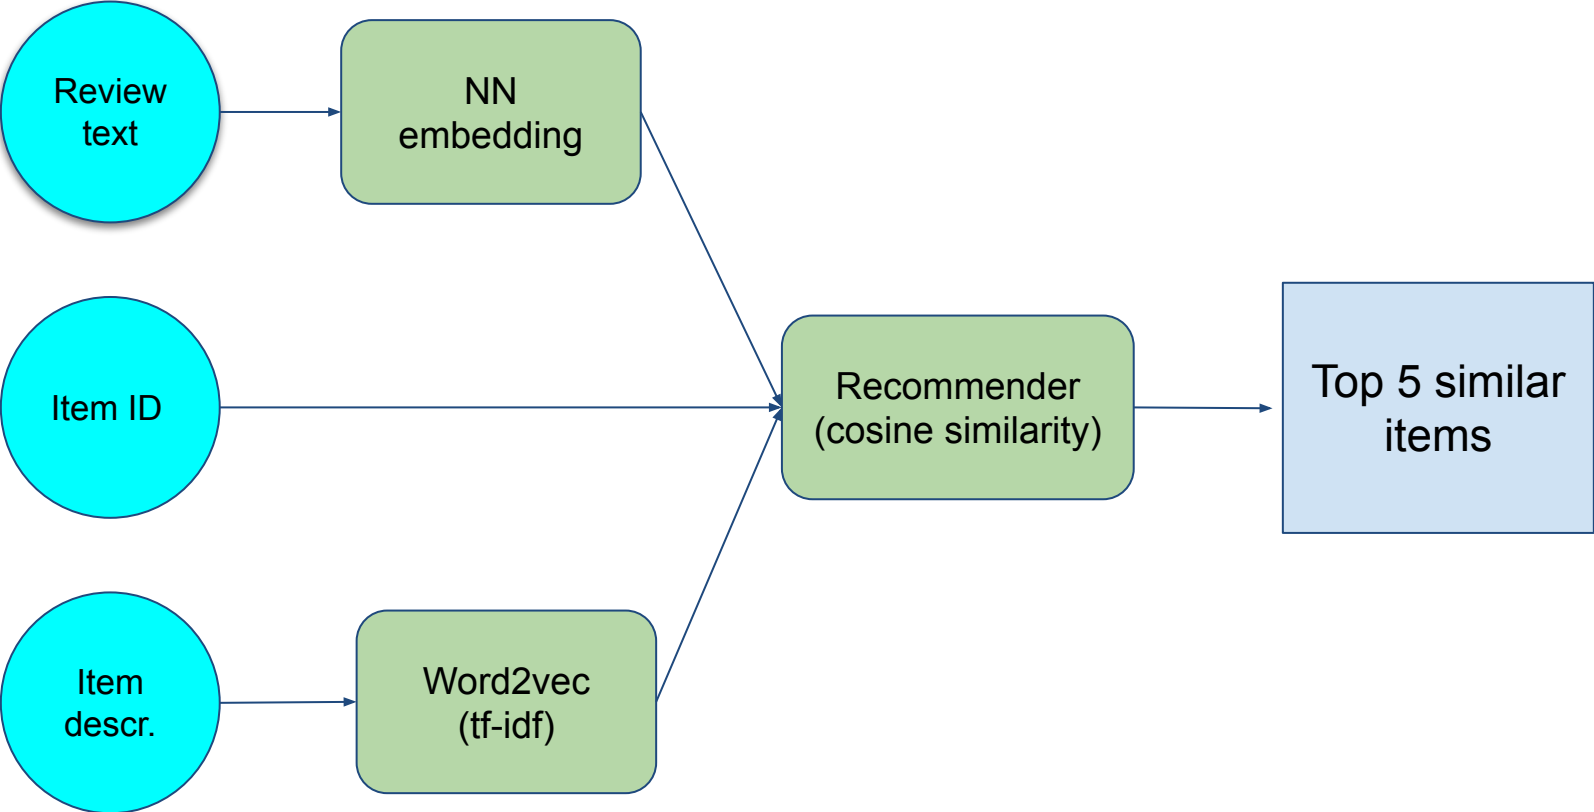 Review
text
NN
embedding
Item ID
Recommender
(cosine similarity)
Top 5 similar
items
Item
descr.
Word2vec
(tf-idf)